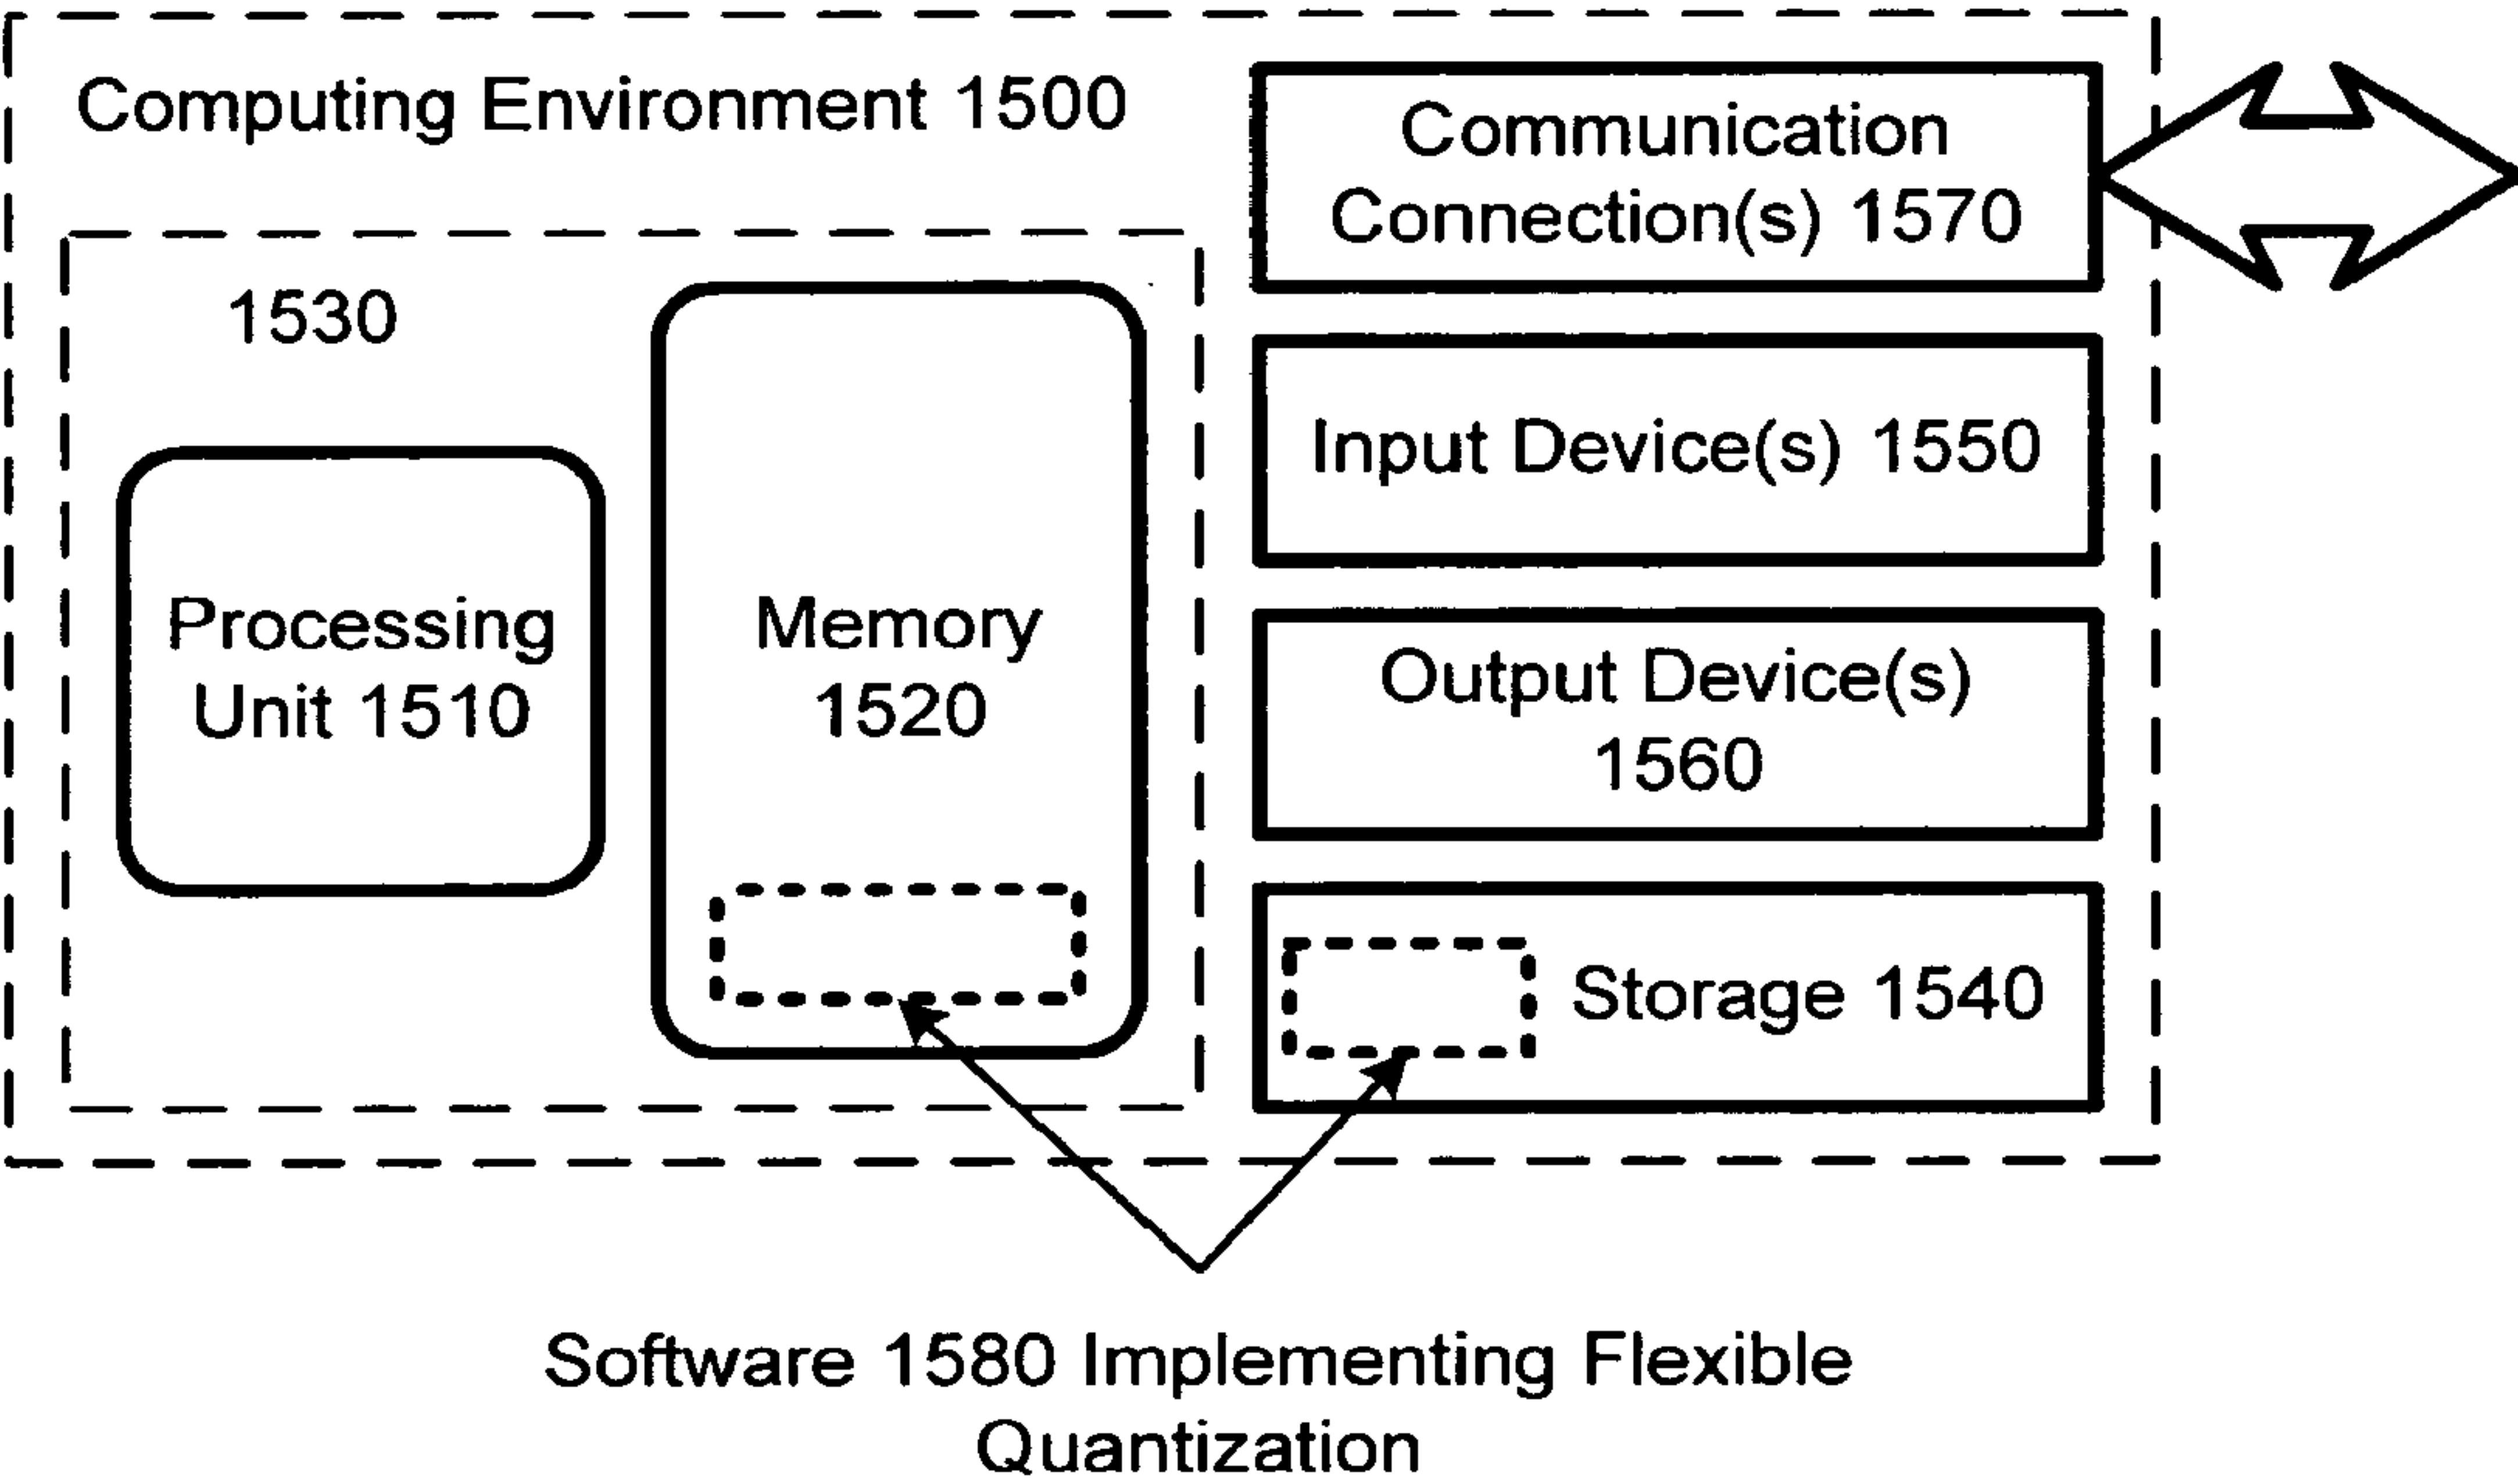 Computing Environment 1500
Communication
Connection(s) 1570
1530
Input Device(s) 1550
Processing
Unit 1510
Memory
1520
Output Device(s)
1560
Storage 1540
Software 1580 Implementing Flexible
Quantization